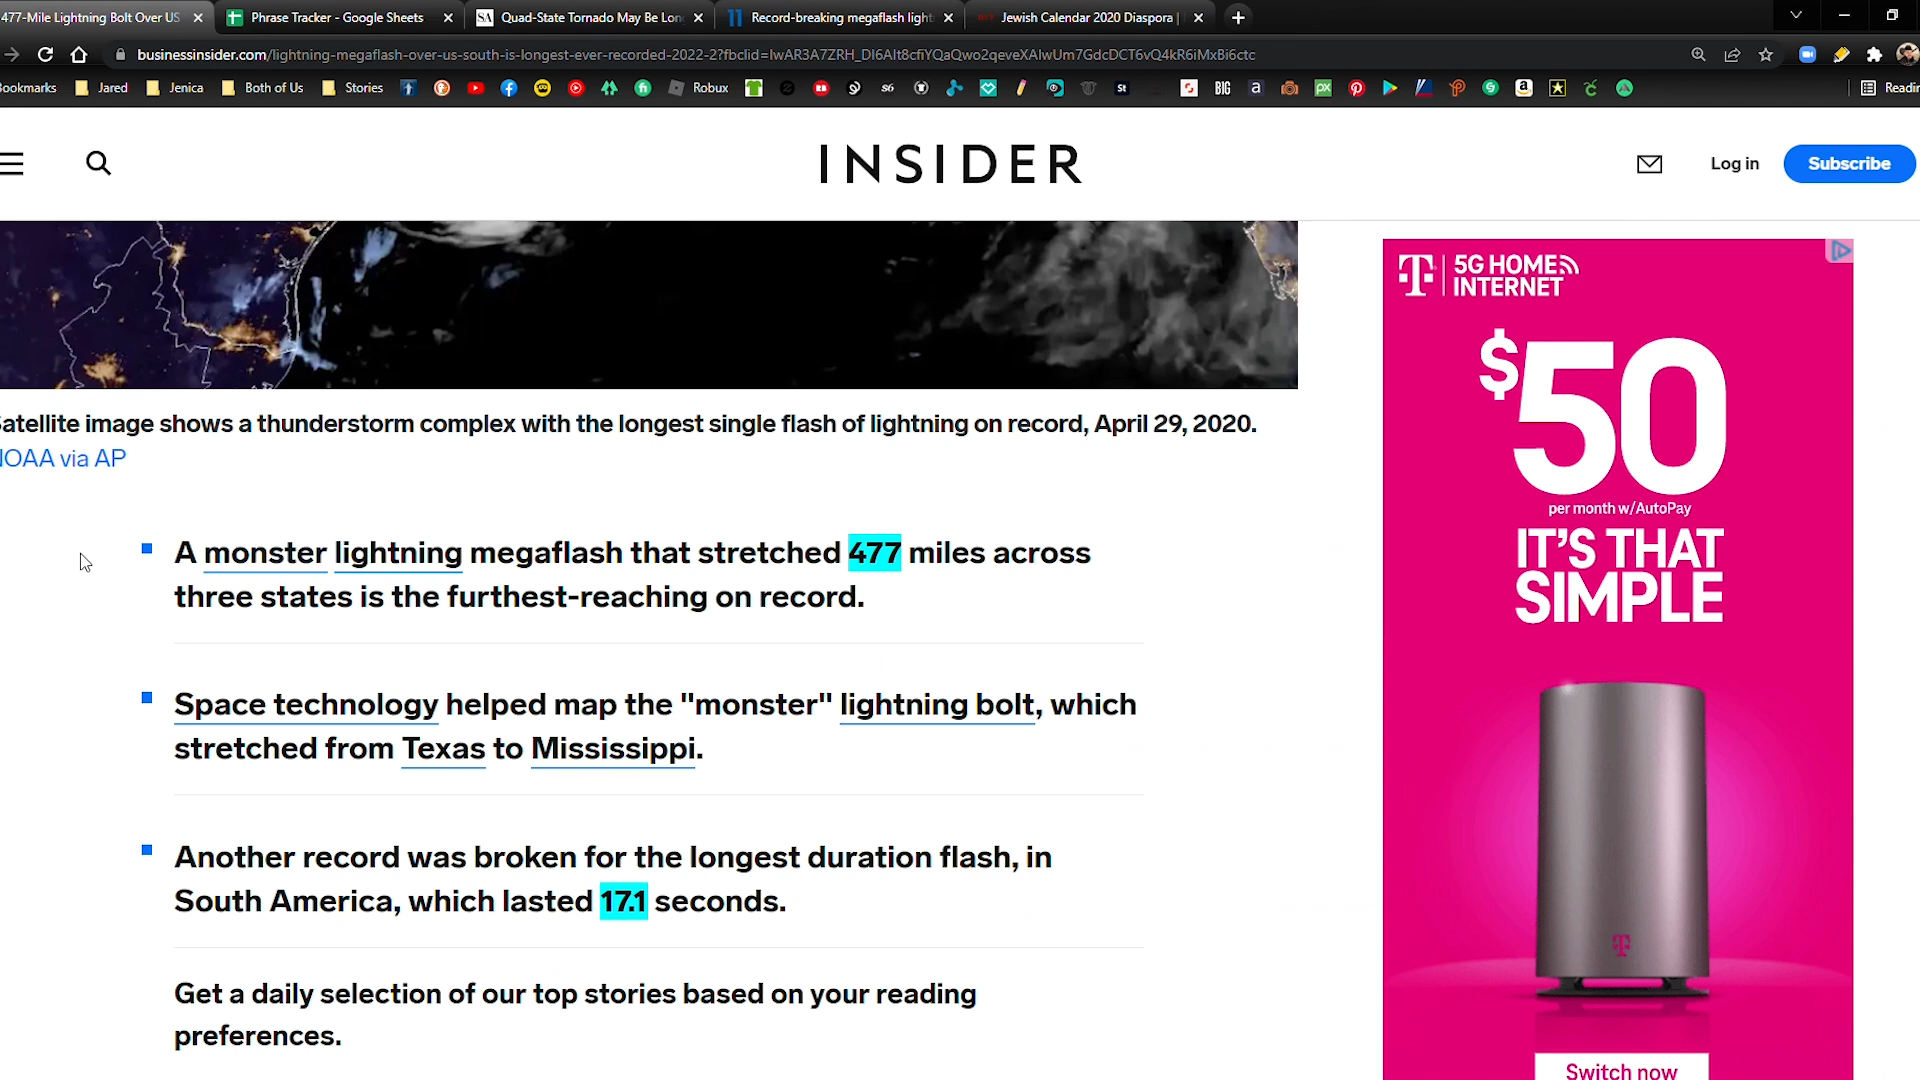 477-Mile Lightning Bolt Over US
Phrase Tracker - Google Sheets
SA Quad-State Tornado May Be Lon
11 Record-breaking megaflash light
Jewish Calendar 2020 Diaspora |
businessinsider.com/lightning-megaflash-over-us-south-is-longest-ever-recorded-2022-2?fbclid=IwAR3A7ZRH_DI6AIt8cfiYQaQwo2qeveXAlwUm7GdcDCT6vQ4kR6iMxBi6ctc
ookmarks Jared Jenica Both of Us Stories Robux BIG Readin
INSIDER
Log in
Subscribe
atellite image shows a thunderstorm complex with the longest single flash of lightning on record, April 29, 2020.
IOAA via AP
A monster lightning megaflash that stretched 477 miles across
three states is the furthest-reaching on record.
Space technology helped map the "monster" lightning bolt, which
stretched from Texas to Mississippi.
Another record was broken for the longest duration flash, in
South America, which lasted 17.1 seconds.
Get a daily selection of our top stories based on your reading
preferences.
T 5G HOME
INTERNET
$50
per month w/AutoPay
IT'S THAT
SIMPLE
T
Switch now